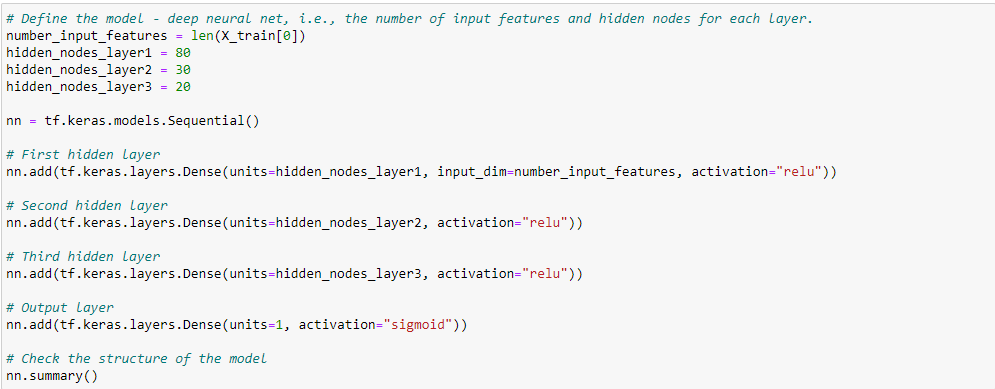 # Define the model - deep neural net, i.e., the number of input features and hidden nodes for each layer.
number_input_features = len(X_train[0])
hidden_nodes_layer1 = 80
hidden_nodes_layer2 = 30
hidden_nodes_layer3 = 20
nn = tf.keras.models.Sequential()
# First hidden layer
nn.add(tf.keras.layers.Dense(units=hidden_nodes_layer1, input_dim=number_input_features, activation="relu"))
# Second hidden layer
nn.add(tf.keras.layers.Dense(units=hidden_nodes_layer2, activation="relu"))
# Third hidden layer
nn.add(tf.keras.layers.Dense(units=hidden_nodes_layer3, activation="relu"))
# Output layer
nn.add(tf.keras.layers.Dense(units=1, activation="sigmoid"))
# Check the structure of the model
nn.summary()